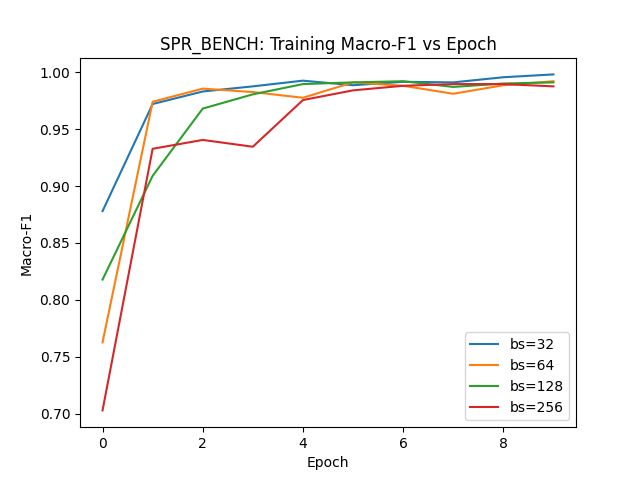 SPR_BENCH: Training Macro-F1 vs Epoch
Macro-F1
1.00
0.95
0.90
0.85
0.80
0.75
0.70
0 2 4 6 8
Epoch
bs=32
bs=64
bs=128
bs=256